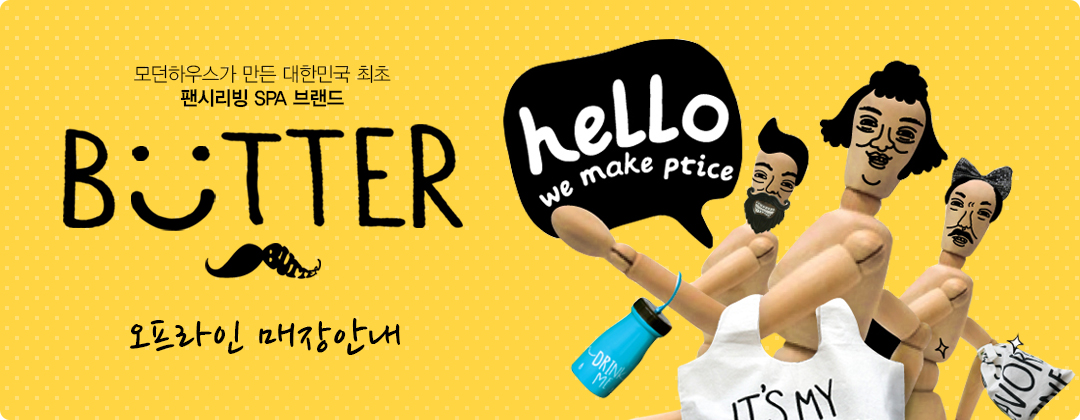 모던하우스가 만든 대한민국 최초
팬시리빙 SPA 브랜드
BÜTTER
BUTTER
오프라인 매장안내
hello
we make ptice
DRINK
ME
IT'S MY